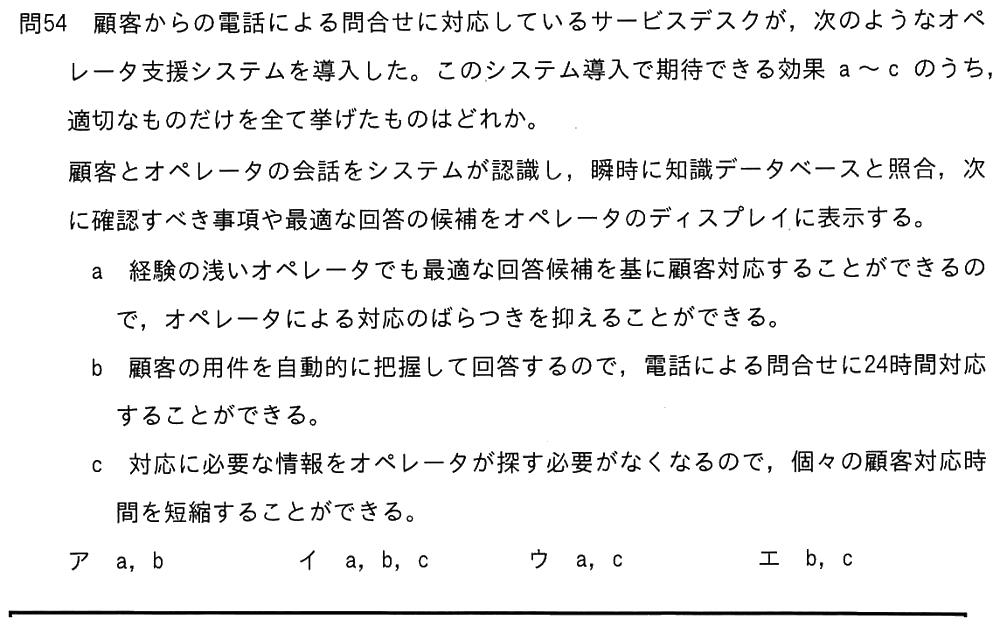 問54 顧客からの電話による問合せに対応しているサービスデスクが，次のようなオペ
レータ支援システムを導入した。このシステム導入で期待できる効果 a～c のうち，
適切なものだけを全て挙げたものはどれか。
顧客とオペレータの会話をシステムが認識し，瞬時に知識データベースと照合，次
に確認すべき事項や最適な回答の候補をオペレータのディスプレイに表示する。
a 経験の浅いオペレータでも最適な回答候補を基に顧客対応することができるの
で，オペレータによる対応のばらつきを抑えることができる。
b 顧客の用件を自動的に把握して回答するので，電話による問合せに24時間対応
することができる。
c 対応に必要な情報をオペレータが探す必要がなくなるので，個々の顧客対応時
間を短縮することができる。
ア a，b イ a，b，c ウ a，c エ b，c